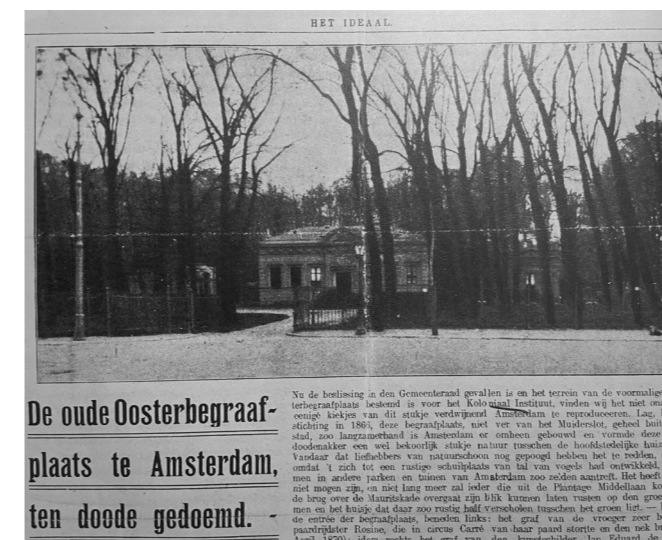 HET IDEAAL.
De oude Oosterbegraaf-
plaats te Amsterdam,
ten doode gedoemd. -
Nu de beslissing in den Gemeenteraad gevallen is en het terrein van de voormalige
terbegraafplaats bestemd is voor het Koloniaal Instituut, vinden wij het niet
eenige kiekjes van dit stukje verdwijnend Amsterdam te reproduceeren. Lag,
stichting in 1866, deze begraafplaats, niet ver van het Muiderslot, geheel
stad, zoo langzamerhand is Amsterdam er omheen gebouwd en vormde deze
doodenakker een wel bekoorlijk stukje natuur tusschen de hoofdstedelijke
Vandaar dat liefhebbers van natuurschoon nog gepoogd hebben het te redden,
omdat 't zich tot een rustige schuilplaats van tal van vogels had ontwikkeld,
men in andere parken en tuinen van Amsterdam zoo zelden aantreft. Het heeft
niet mogen zijn, en niet lang meer zal ieder die uit de Plantage Middellaan
de brug over de Mauritskade overgaat zijn blik kunnen laten rusten op den
men en het huisje dat daar zoo rustig half verscholen tusschen het groen ligt. —
de entrée der begraafplaats, beneden links: het graf van de vroeger zeer
paardrijdster Rosine, die in circus Carré van haar paard stortte en den nek